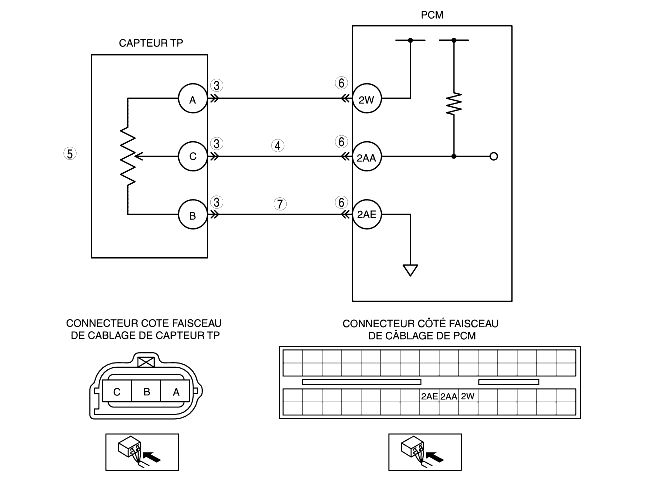 PCM
CAPTEUR TP
3
6
A
2W
3
4
6
5
C
2AA
3
7
6
B
2AE
CONNECTEUR COTE FAISCEAU
DE CABLAGE DE CAPTEUR TP
CONNECTEUR CÔTÉ FAISCEAU
DE CÂBLAGE DE PCM
C B A
2AE 2AA 2W